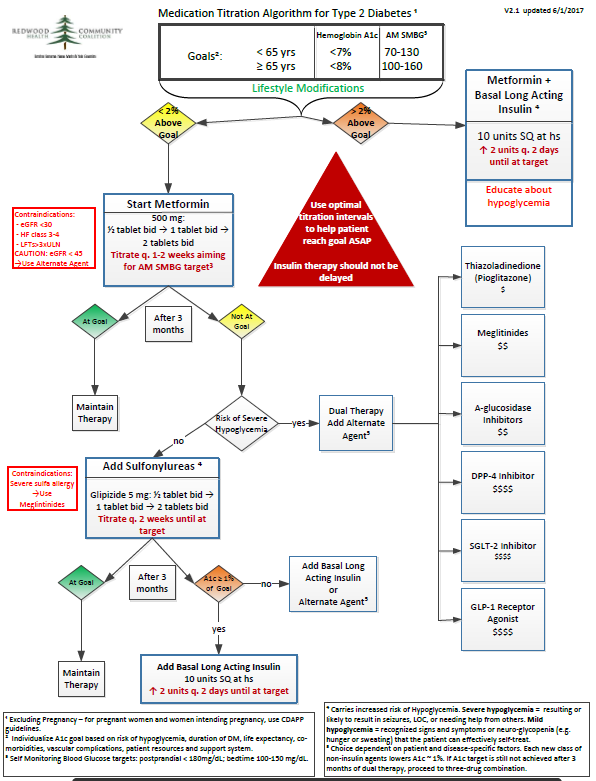 Medication Titration Algorithm for Type 2 Diabetes ¹
V2.1 updated 6/1/2017
REDWOOD COMMUNITY
HEALTH COALITION
Hemoglobin A1c
AM SMBG³
Goals²:
< 65 yrs
<7%
70-130
≥ 65 yrs
<8%
100-160
Lifestyle Modifications
< 2%
Above
Goal
> 2%
Above
Goal
Metformin +
Basal Long Acting
Insulin ⁴
10 units SQ at hs
↑ 2 units q. 2 days
until at target
Educate about
hypoglycemia
Use optimal
titration intervals
to help patient
reach goal ASAP
Insulin therapy should not be
delayed
Contraindications:
- eGFR <30
- HF class 3-4
- LFTs>3xULN
CAUTION: eGFR < 45
→Use Alternate Agent
Start Metformin
500 mg:
½ tablet bid → 1 tablet bid →
2 tablets bid
Titrate q. 1-2 weeks aiming
for AM SMBG target³
At Goal
After 3
months
Not At
Goal
Maintain
Therapy
Risk of Severe
Hypoglycemia
yes
no
Dual Therapy
Add Alternate
Agent⁵
Thiazoladinedione
(Pioglitazone)
$
Meglitinides
$$
A-glucosidase
Inhibitors
$$
DPP-4 Inhibitor
$$$$
SGLT-2 Inhibitor
$$$$
GLP-1 Receptor
Agonist
$$$$
Contraindications:
Severe sulfa allergy
→Use
Meglintinides
Add Sulfonylureas ⁴
Glipizide 5 mg: ½ tablet bid →
1 tablet bid → 2 tablets bid
Titrate q. 2 weeks until at
target
At Goal
After 3
months
A1c ≥ 1%
of Goal
no
yes
Add Basal Long
Acting Insulin
or
Alternate Agent⁵
Maintain
Therapy
Add Basal Long Acting Insulin
10 units SQ at hs
↑ 2 units q. 2 days until at target
¹ Excluding Pregnancy – for pregnant women and women intending pregnancy, use CDAPP
guidelines.
² Individualize A1c goal based on risk of hypoglycemia, duration of DM, life expectancy, co-
morbidities, vascular complications, patient resources and support system.
³ Self Monitoring Blood Glucose targets: postprandial < 180mg/dL; bedtime 100-150 mg/dL.
⁴ Carries increased risk of Hypoglycemia. Severe hypoglycemia = resulting or
likely to result in seizures, LOC, or needing help from others. Mild
hypoglycemia = recognized signs and symptoms or neuro-glycopenia (e.g.
hunger or sweating) that the patient can effectively self-treat.
⁵ Choice dependent on patient and disease-specific factors. Each new class of
non-insulin agents lowers A1c ~ 1%. If A1c target is still not achieved after 3
months of dual therapy, proceed to three-drug combination.